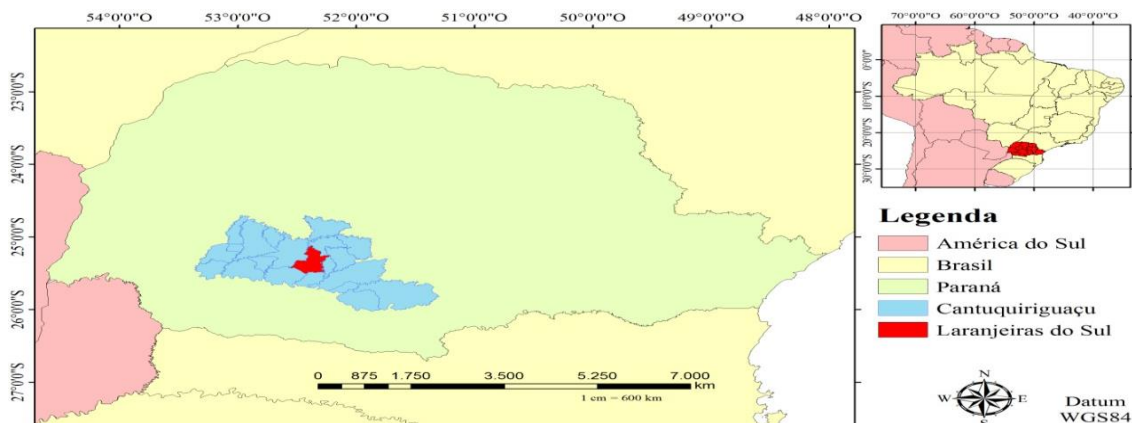 54°0'0"W 53°0'0"W 52°0'0"W 51°0'0"W 50°0'0"W 49°0'0"W 48°0'0"W
23°0'0"S
24°0'0"S
25°0'0"S
26°0'0"S
27°0'0"S
0 875 1.750 3.500 5.250 7.000
km
1 cm = 600 km
70°0'0"W 60°0'0"W 50°0'0"W 40°0'0"W
0°0'0"
10°0'0"S
20°0'0"S
30°0'0"S
Legenda
América do Sul
Brasil
Paraná
Cantuquiriguaçu
Laranjeiras do Sul
N
W E
S
Datum
WGS84